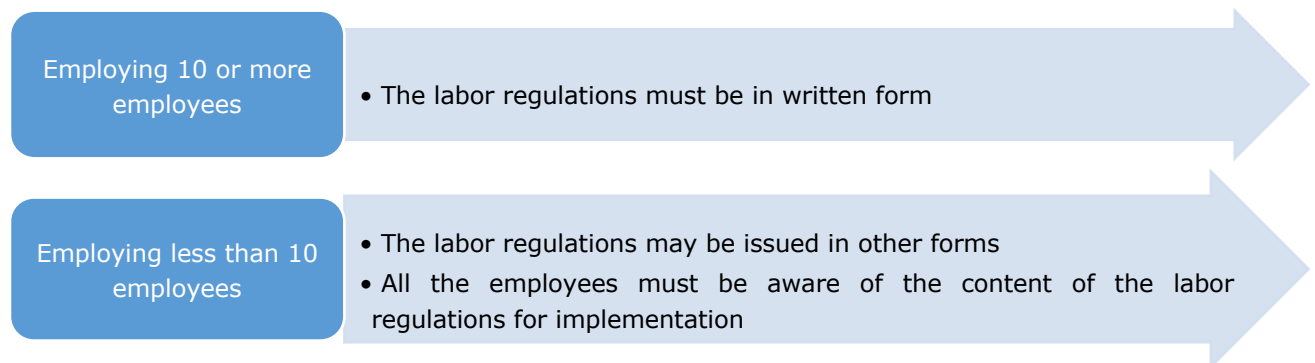 Employing 10 or more
employees
• The labor regulations must be in written form
Employing less than 10
employees
• The labor regulations may be issued in other forms
• All the employees must be aware of the content of the labor
regulations for implementation